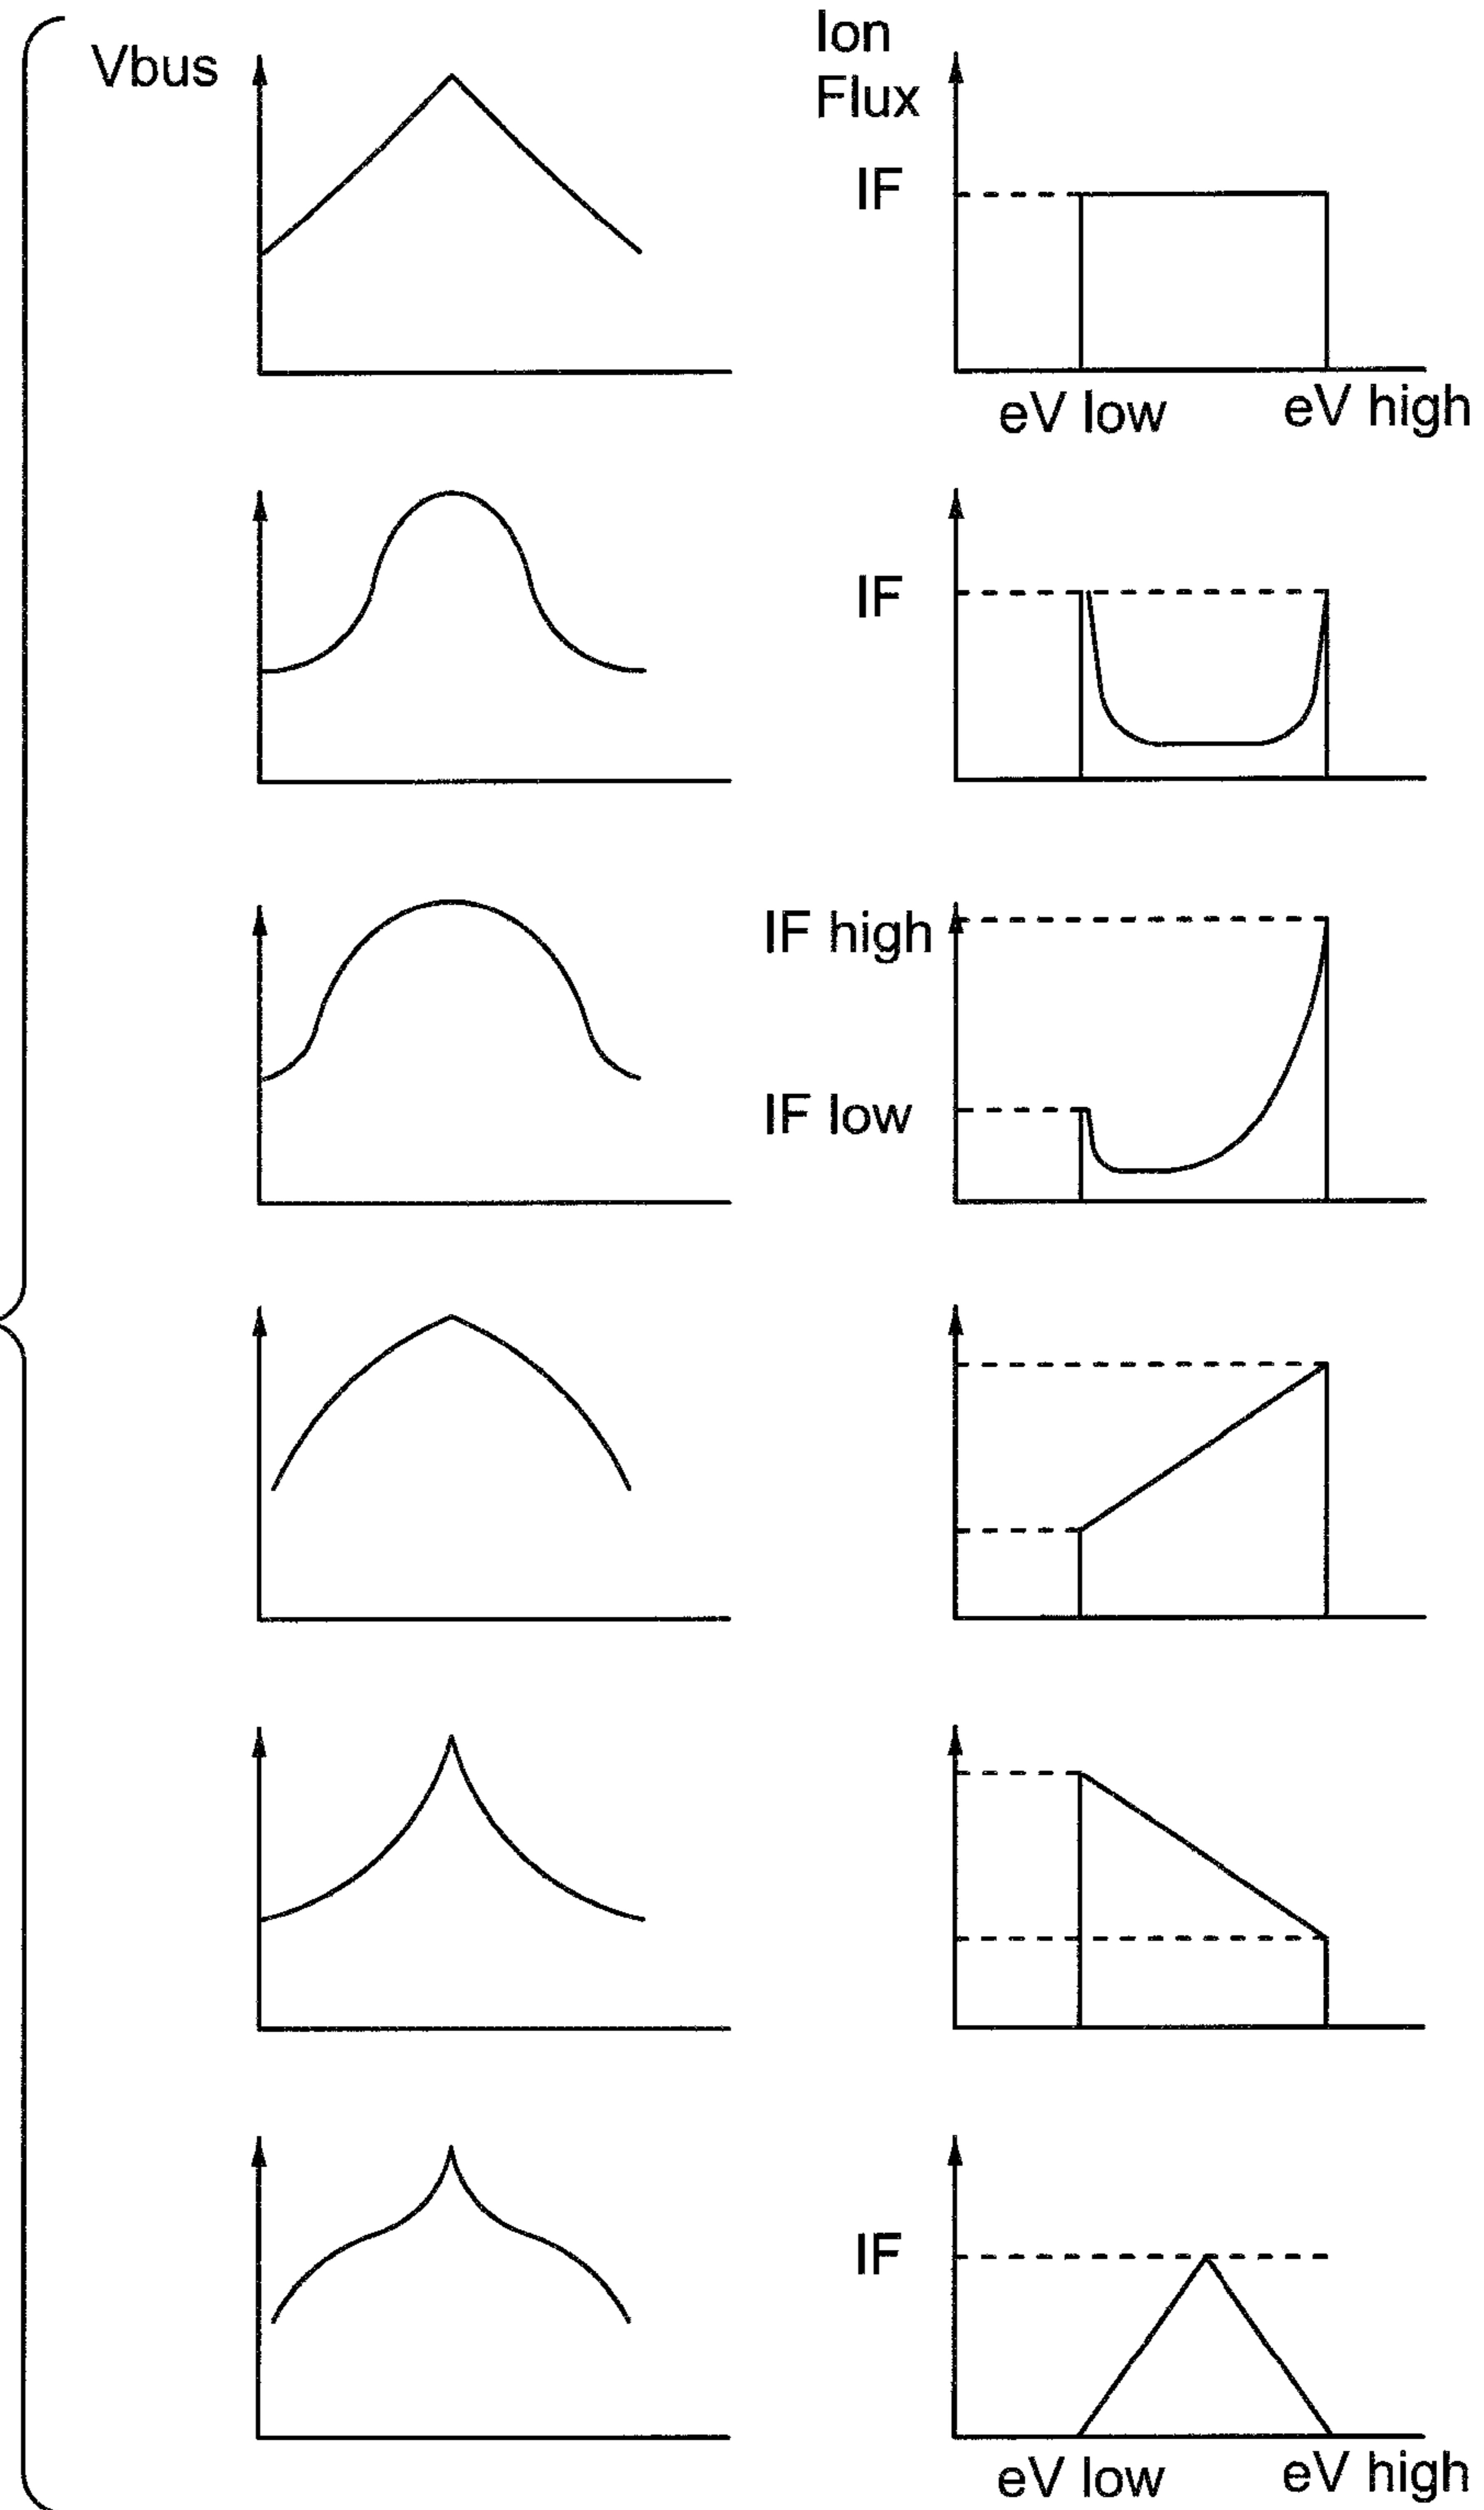 Vbus
Ion
Flux
IF
eV low
eV high
IF
IF high
IF low
IF
eV low
eV high